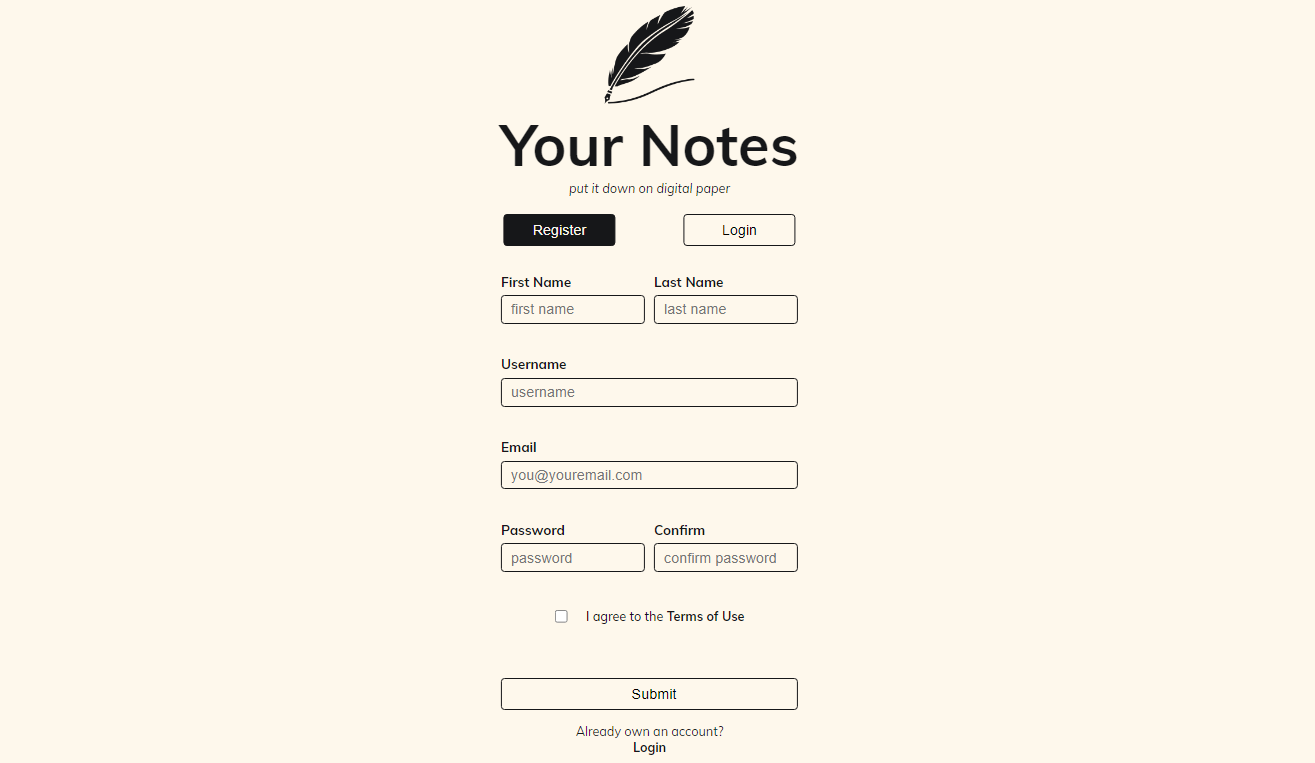 Your Notes
put it down on digital paper
Register Login
First Name Last Name
first name last name
Username
username
Email
you@youremail.com
Password Confirm
password confirm password
I agree to the Terms of Use
Submit
Already own an account?
Login